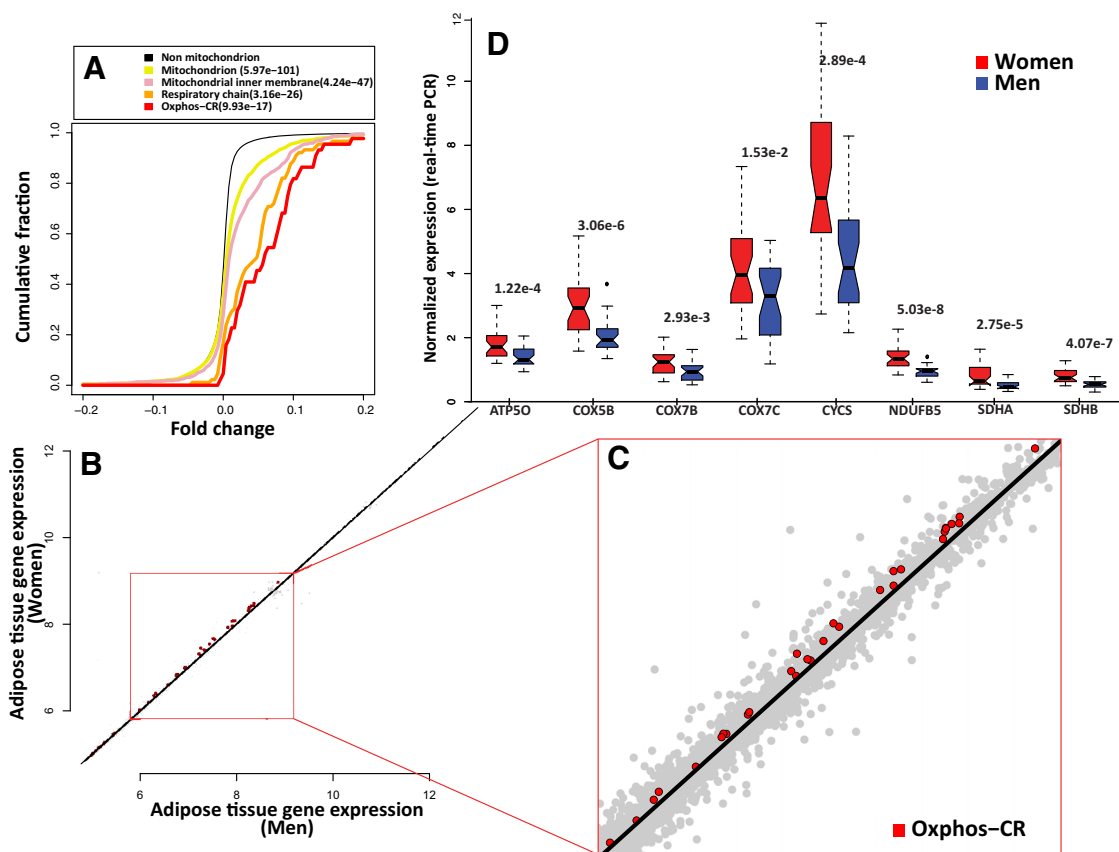 A
Non mitochondrion
Mitochondrion (5.97e−101)
Mitochondrial inner membrane(4.24e−47)
Respiratory chain(3.16e−26)
Oxphos−CR(9.93e−17)
Cumulative fraction
1.0
0.8
0.6
0.4
0.2
0.0
−0.2
0.0
0.1
0.2
Fold change
D
Normalized expression (real-time PCR)
12
10
8
6
4
2
0
Women
Men
1.22e-4
3.06e-6
2.93e-3
1.53e-2
2.89e-4
5.03e-8
2.75e-5
4.07e-7
ATP5O
COX5B
COX7B
COX7C
CYCS
NDUFB5
SDHA
SDHB
B
Adipose tissue gene expression
(Women)
12
10
8
6
6
8
10
12
Adipose tissue gene expression
(Men)
C
Oxphos−CR